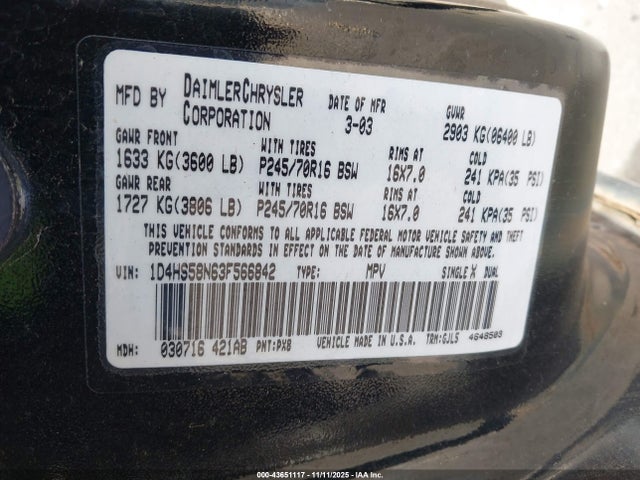 MFD BY DAIMLERCHRYSLER CORPORATION DATE OF MFR 3-03 GVWR 2903 KG(06400 LB)
GAWR FRONT WITH TIRES RIMS AT COLD
1633 KG(3600 LB) P245/70R16 BSW 16X7.0 241 KPA(35 PSI)
GAWR REAR WITH TIRES RIMS AT COLD
1727 KG(3806 LB) P245/70R16 BSW 16X7.0 241 KPA(35 PSI)
THIS VEHICLE CONFORMS TO ALL APPLICABLE FEDERAL MOTOR VEHICLE SAFETY AND THEFT
PREVENTION STANDARDS IN EFFECT ON THE DATE OF MANUFACTURE SHOWN ABOVE.
VIN: 1D4HS58N63F566842 TYPE: MPV SINGLE X DUAL
MDH: 030716 421AB PNT:PX8 VEHICLE MADE IN U.S.A. TRM:GJL5 4648503
000-43651117 - 11/11/2025 - IAA Inc.